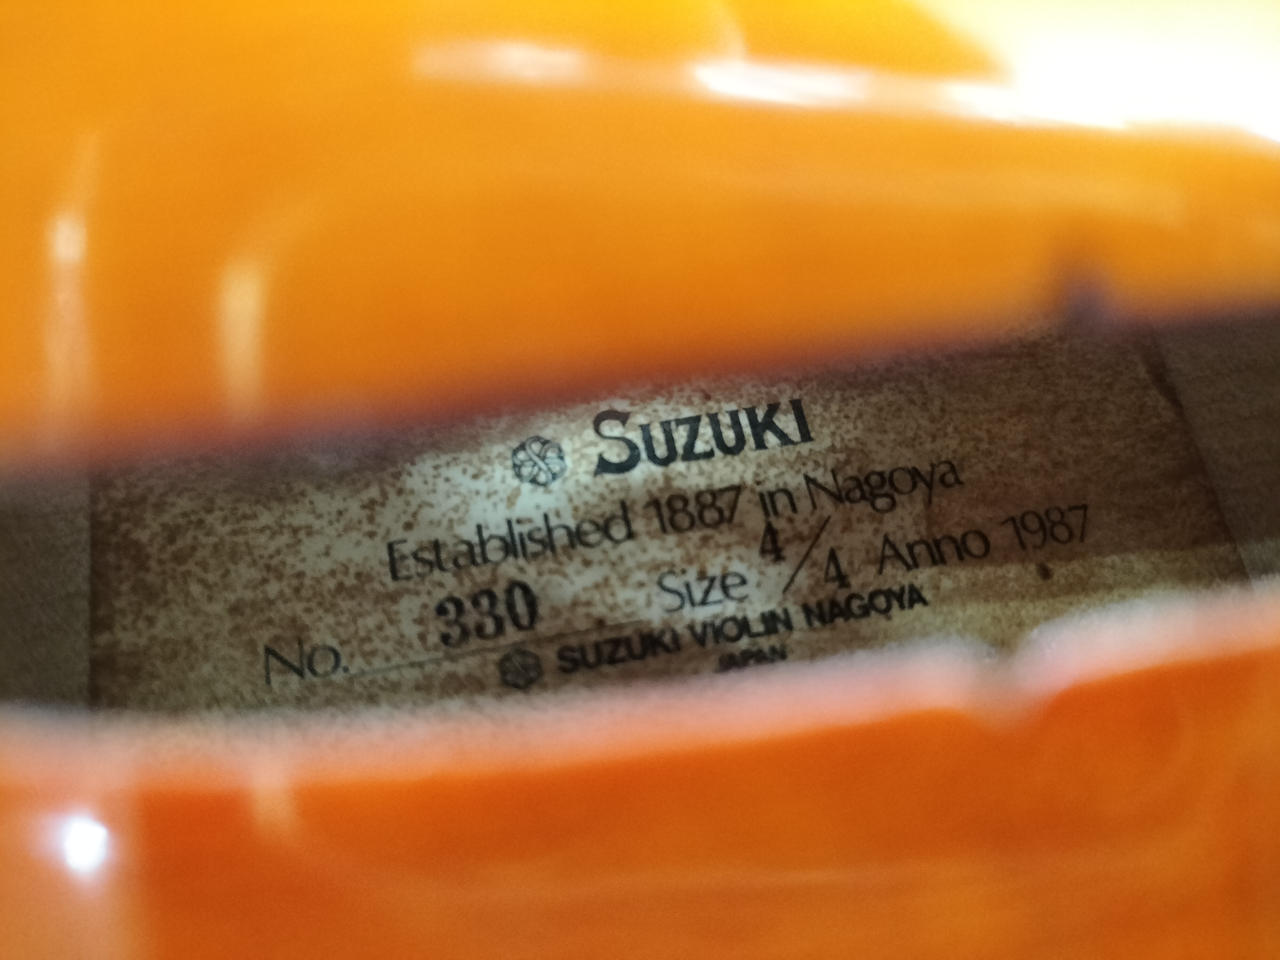 SUZUKI
Established 1887 in Nagoya
No. 330 Size 4/4 Anno 1987
SUZUKI VIOLIN NAGOYA
JAPAN